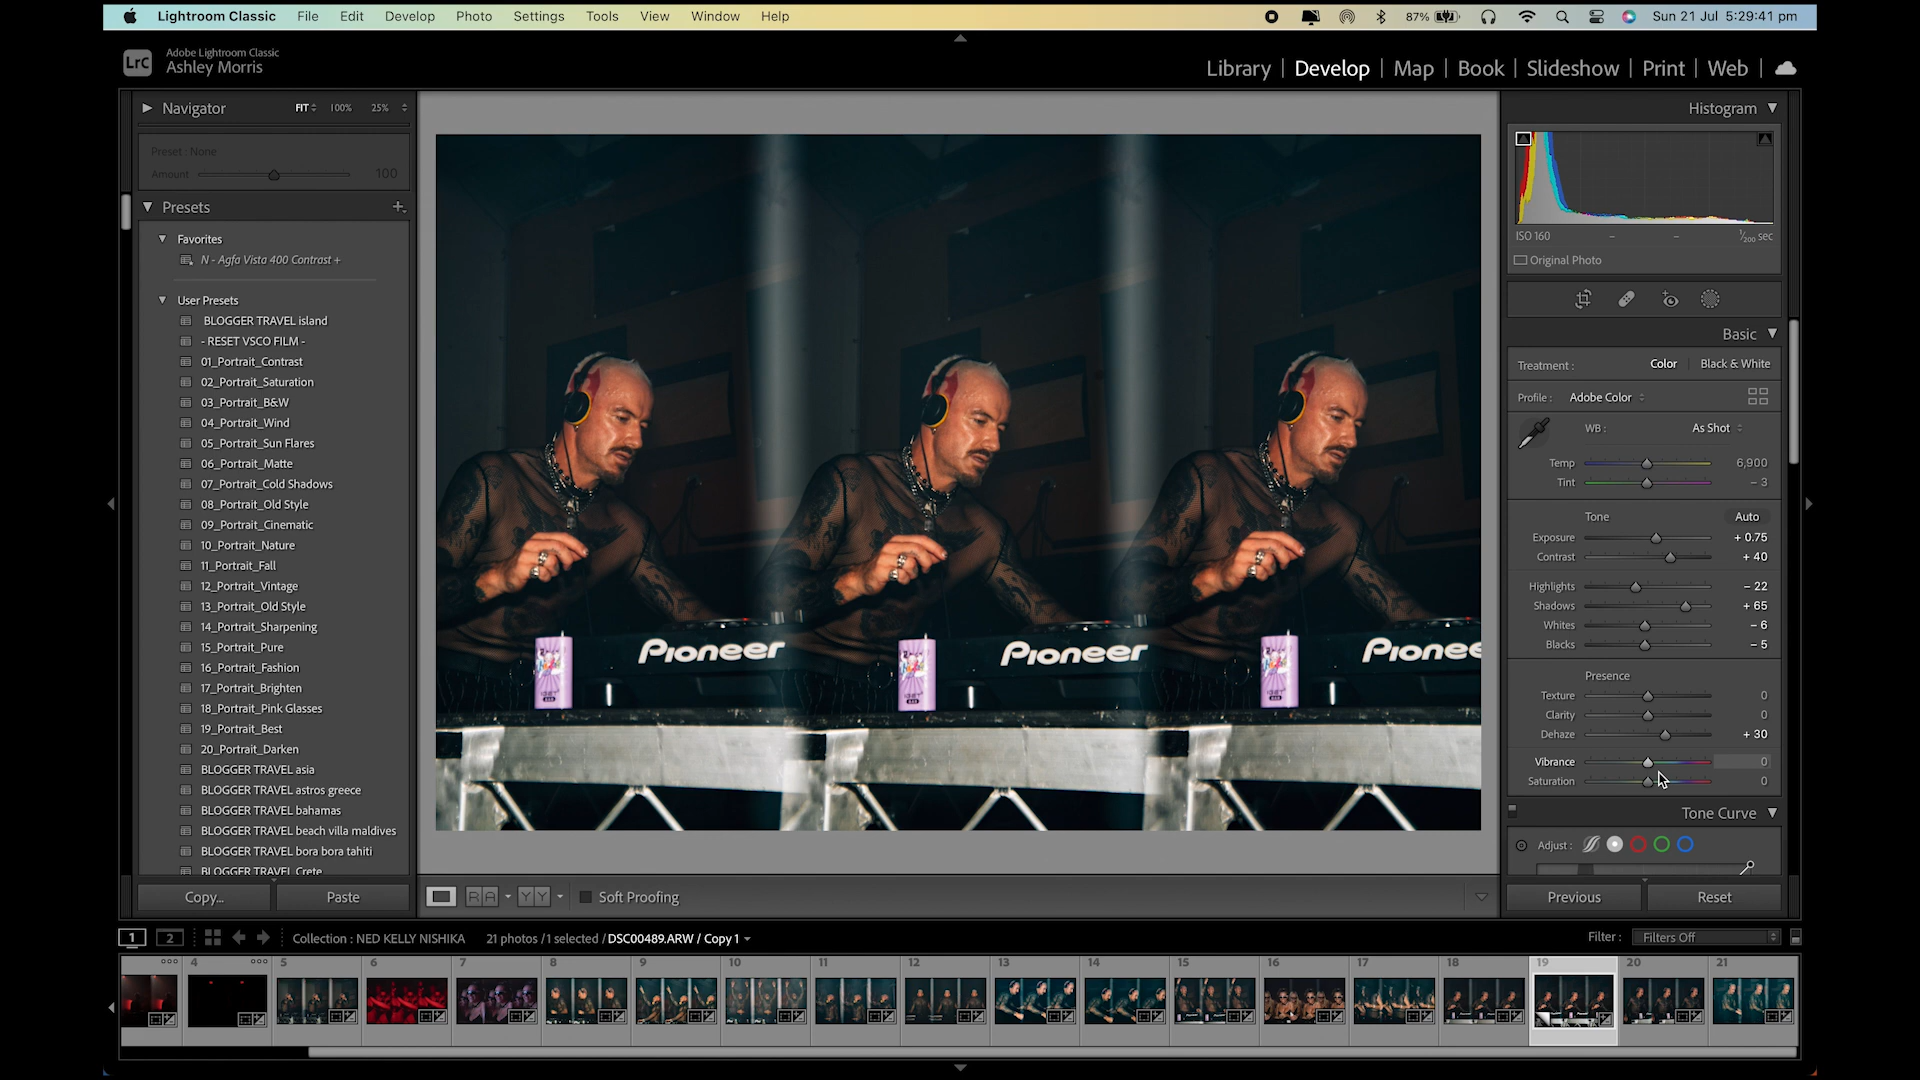 Lightroom Classic File Edit Develop Photo Settings Tools View Window Help 87% Sun 21 Jul 5:29:41 pm
LrC Adobe Lightroom Classic
Ashley Morris
Library Develop Map Book Slideshow Print Web
Navigator FIT 100% 25%
Preset : None
Amount 100
Presets
Favorites
N - Agfa Vista 400 Contrast +
User Presets
BLOGGER TRAVEL island
- RESET VSCO FILM -
01_Portrait_Contrast
02_Portrait_Saturation
03_Portrait_B&W
04_Portrait_Wind
05_Portrait_Sun Flares
06_Portrait_Matte
07_Portrait_Cold Shadows
08_Portrait_Old Style
09_Portrait_Cinematic
10_Portrait_Nature
11_Portrait_Fall
12_Portrait_Vintage
13_Portrait_Old Style
14_Portrait_Sharpening
15_Portrait_Pure
16_Portrait_Fashion
17_Portrait_Brighten
18_Portrait_Pink Glasses
19_Portrait_Best
20_Portrait_Darken
BLOGGER TRAVEL asia
BLOGGER TRAVEL astros greece
BLOGGER TRAVEL bahamas
BLOGGER TRAVEL beach villa maldives
BLOGGER TRAVEL bora bora tahiti
BLOGGER TRAVEL Crete
Copy... Paste
Pioneer Pioneer Pionee
Soft Proofing
Histogram
ISO 160 – – 1/200 sec
Original Photo
Basic
Treatment : Color Black & White
Profile : Adobe Color
WB : As Shot
Temp 6,900
Tint – 3
Tone Auto
Exposure + 0.75
Contrast + 40
Highlights – 22
Shadows + 65
Whites – 6
Blacks – 5
Presence
Texture 0
Clarity 0
Dehaze + 30
Vibrance 0
Saturation 0
Tone Curve
Adjust :
Previous Reset
1 2 Collection : NED KELLY NISHIKA 21 photos / 1 selected / DSC00489.ARW / Copy 1 Filter : Filters Off
4 5 6 7 8 9 10 11 12 13 14 15 16 17 18 19 20 21